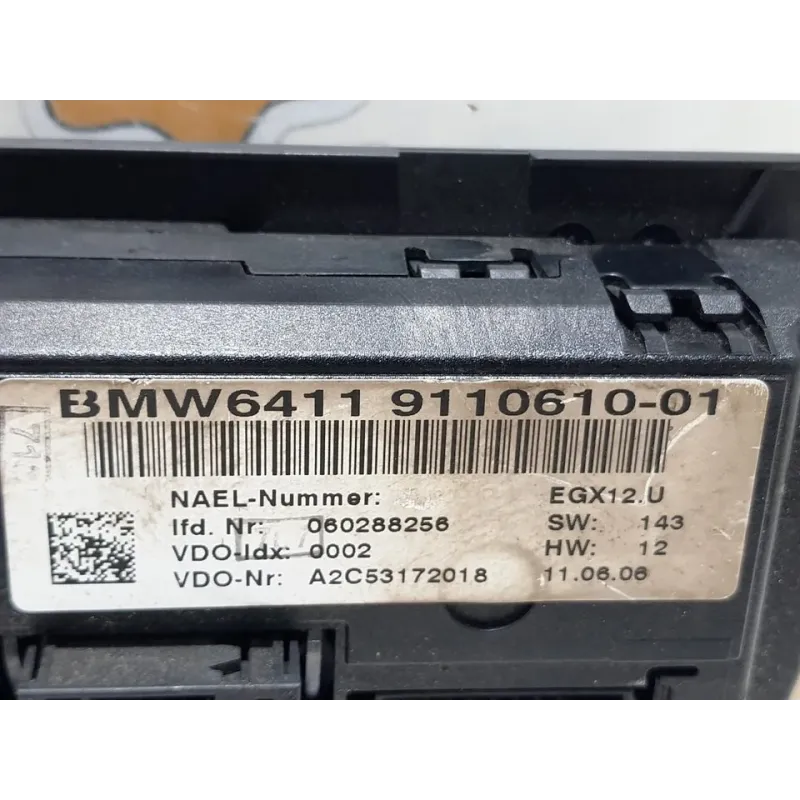 BMW6411 9110610-01
NAEL-Nummer: EGX12.U
lfd. Nr: 060288256 SW: 143
VDO-Idx: 0002 HW: 12
VDO-Nr: A2C53172018 11.06.06